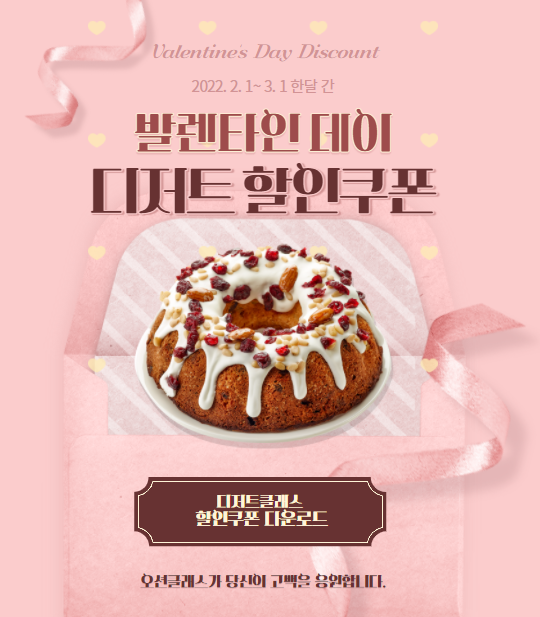 Valentine's Day Discount
2022. 2. 1~ 3. 1 한달 간
발렌타인 데이
디저트 할인쿠폰
디저트클래스
할인쿠폰 다운로드
오션클래스가 당신의 고백을 응원합니다.